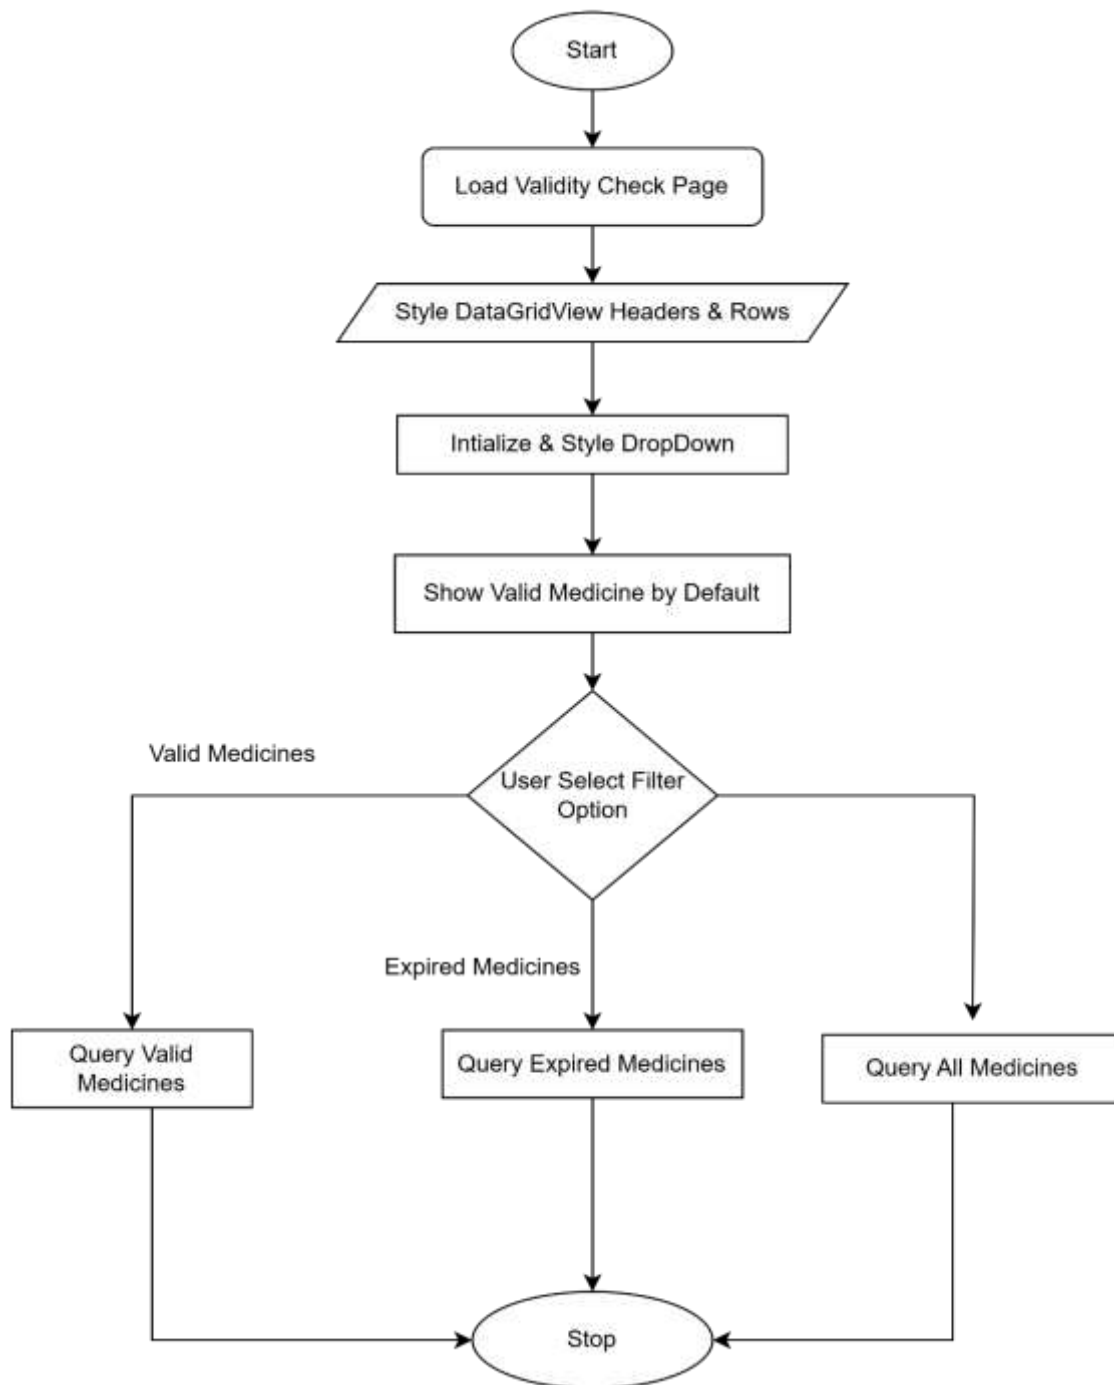 Start
Load Validity Check Page
Style DataGridView Headers & Rows
Intialize & Style DropDown
Show Valid Medicine by Default
Valid Medicines
User Select Filter
Option
Expired Medicines
Query Valid
Medicines
Query Expired Medicines
Query All Medicines
Stop